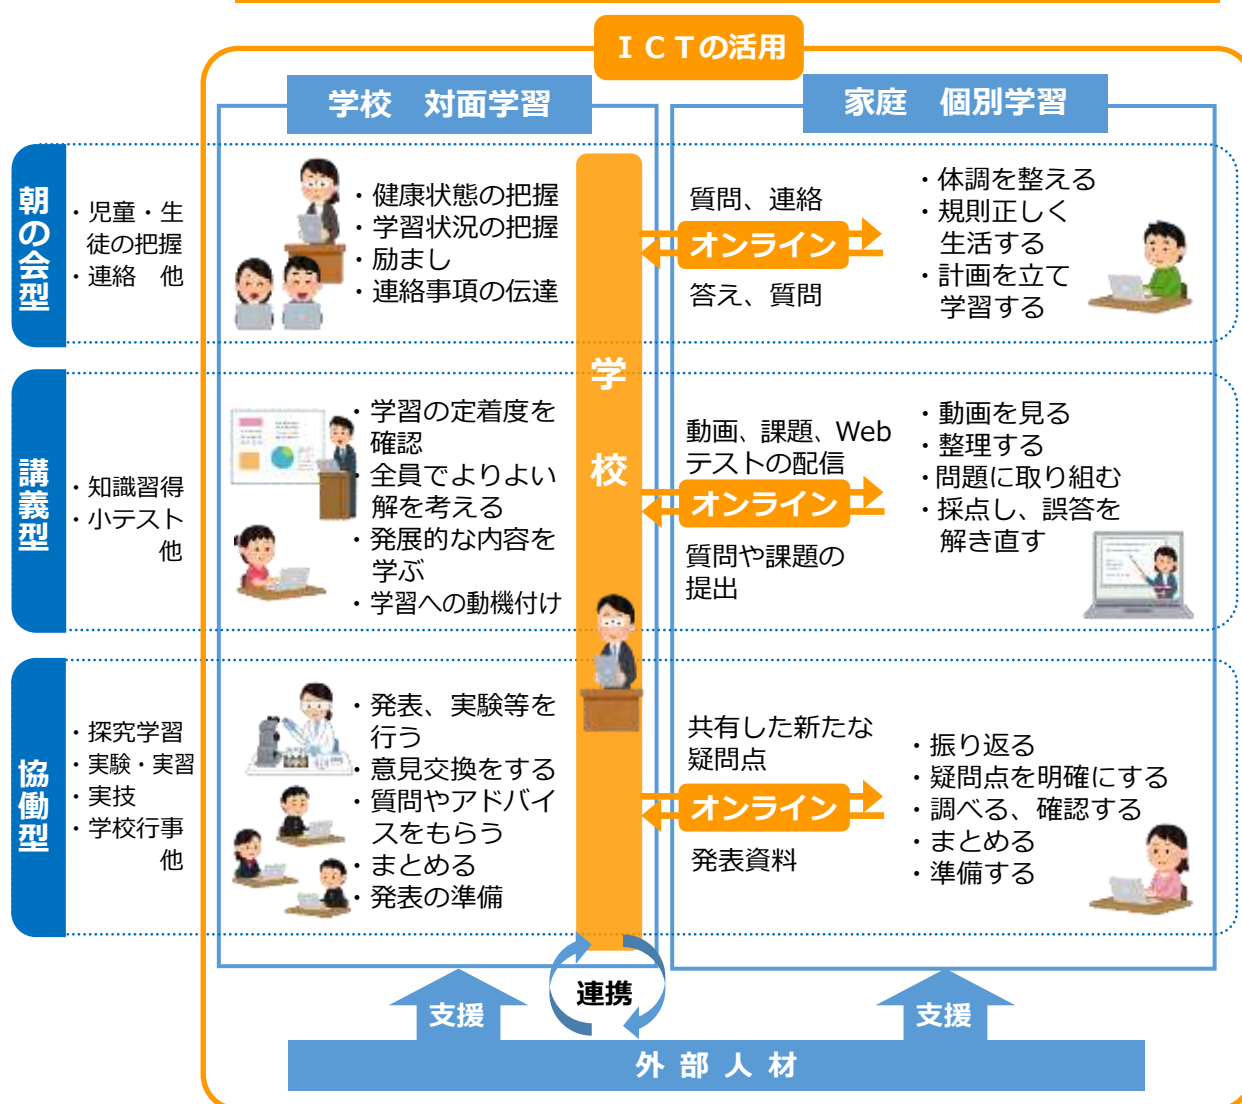 ＩＣＴの活用
学校　対面学習
家庭　個別学習
朝の会型
・児童・生
徒の把握
・連絡　他
・健康状態の把握
・学習状況の把握
・励まし
・連絡事項の伝達
質問、連絡
オンライン
答え、質問
・体調を整える
・規則正しく
生活する
・計画を立て
学習する
学校
講義型
・知識習得
・小テスト
他
・学習の定着度を
確認
・全員でよりよい
解を考える
・発展的な内容を
学ぶ
・学習への動機付け
動画、課題、Web
テストの配信
オンライン
質問や課題の
提出
・動画を見る
・整理する
・問題に取り組む
・採点し、誤答を
解き直す
協働型
・探究学習
・実験・実習
・実技
・学校行事
他
・発表、実験等を
行う
・意見交換をする
・質問やアドバイ
スをもらう
・まとめる
・発表の準備
共有した新たな
疑問点
オンライン
発表資料
・振り返る
・疑問点を明確にする
・調べる、確認する
・まとめる
・準備する
連携
支援
支援
外部人材